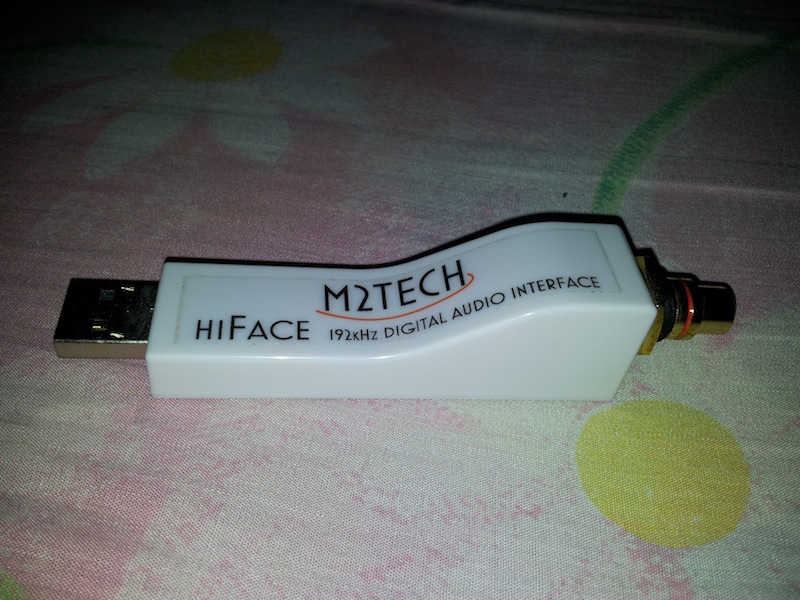 M2TECH
HIFACE 192KHZ DIGITAL AUDIO INTERFACE